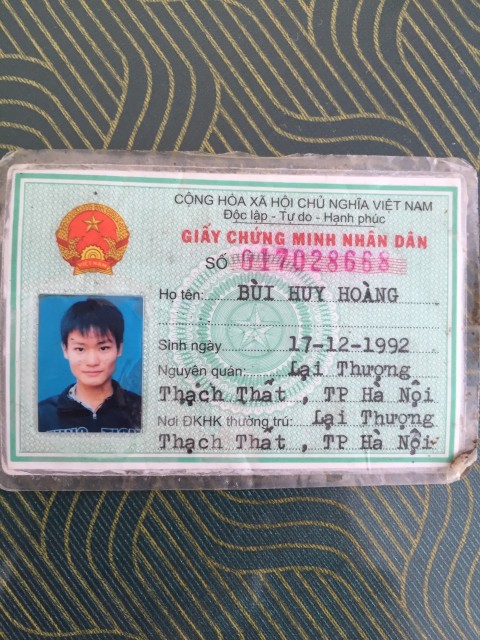 CỘNG HÒA XÃ HỘI CHỦ NGHĨA VIỆT NAM
Độc lập - Tự do - Hạnh phúc
GIẤY CHỨNG MINH NHÂN DÂN
SỐ 017028668
Họ tên: BÙI HUY HOÀNG
Sinh ngày 17-12-1992
Nguyên quán: Lại Thượng
Thạch Thất , TP Hà Nội
Nơi ĐKHK thường trú: Lại Thượng
Thạch Thất , TP Hà Nội
VIỆT NAM